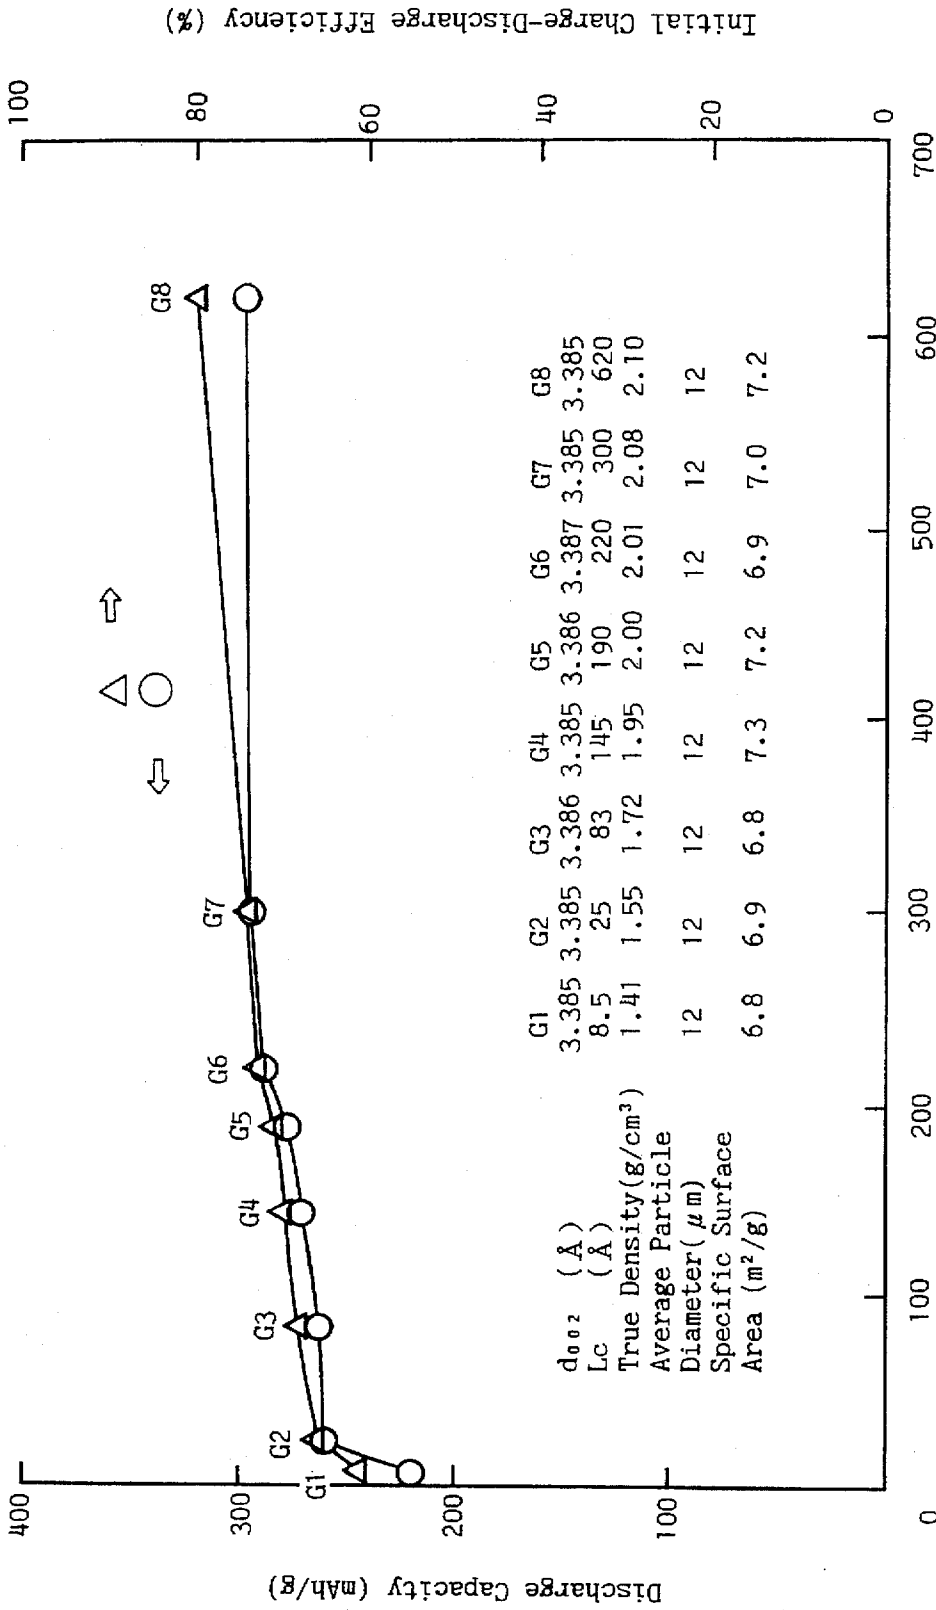 Discharge Capacity (mAh/g)
400
300
200
100
0
Initial Charge-Discharge Efficiency (%)
100
80
60
40
20
0
100
200
300
400
500
600
700
G1
G2
G3
G4
G5
G6
G7
G8
G1 G2 G3 G4 G5 G6 G7 G8
d₀₀₂ (Å) 3.385 3.385 3.386 3.385 3.386 3.387 3.385 3.385
Lc (Å) 8.5 25 83 145 190 220 300 620
True Density(g/cm³) 1.41 1.55 1.72 1.95 2.00 2.01 2.08 2.10
Average Particle
Diameter(μm) 12 12 12 12 12 12 12 12
Specific Surface
Area (m²/g) 6.8 6.9 6.8 7.3 7.2 6.9 7.0 7.2